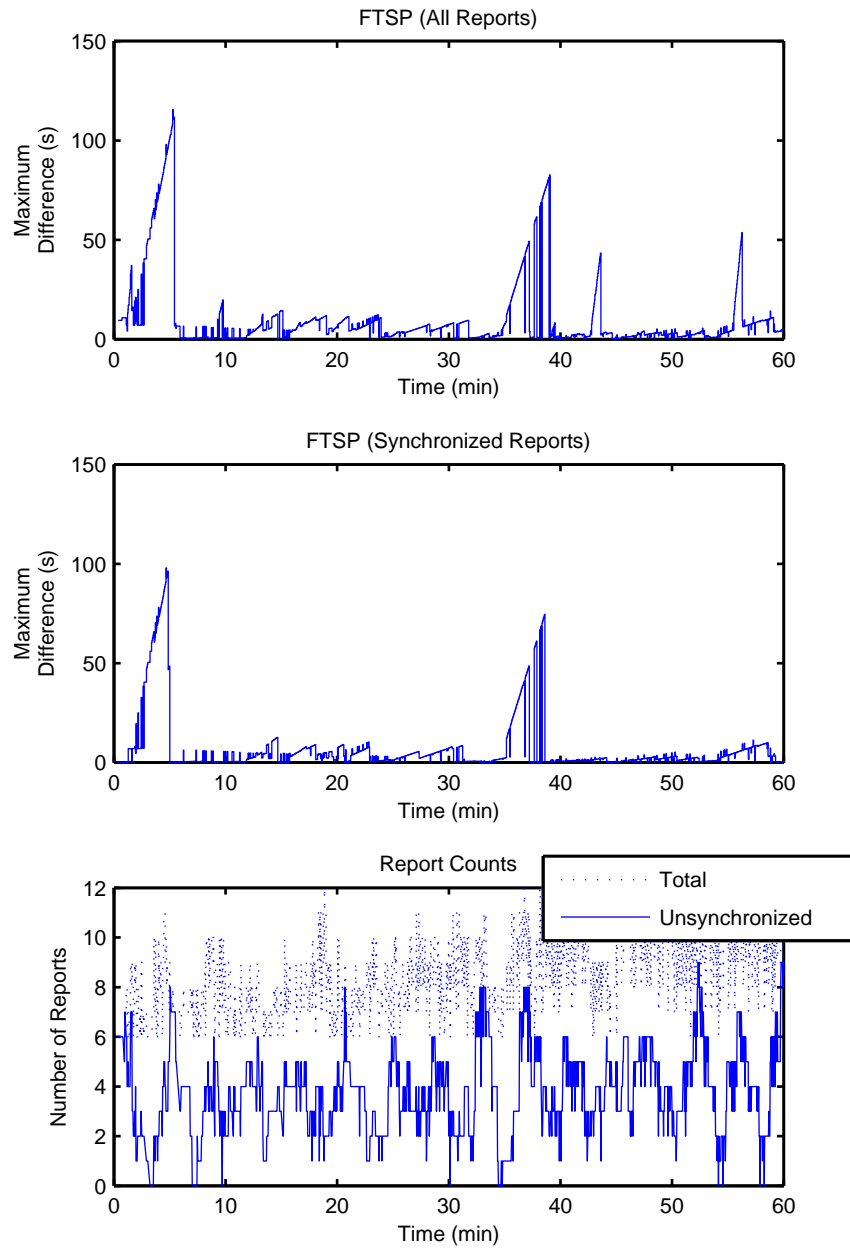 FTSP (All Reports)
150
100
50
0
Maximum
Difference (s)
0 10 20 30 40 50 60
Time (min)
FTSP (Synchronized Reports)
150
100
50
0
Maximum
Difference (s)
0 10 20 30 40 50 60
Time (min)
Report Counts
Total
Unsynchronized
12
10
8
6
4
2
0
Number of Reports
0 10 20 30 40 50 60
Time (min)